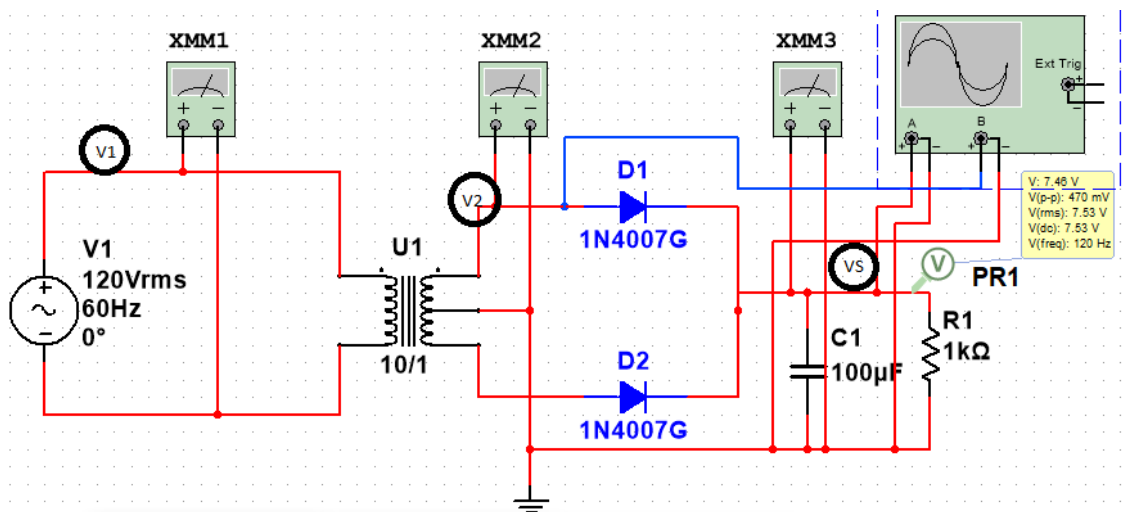 XMM1
XMM2
XMM3
Ext Trig
+
−
A
B
+ −
+ −
+ −
+ −
+ −
V1
V2
VS
D1
1N4007G
V: 7.46 V
V(p-p): 470 mV
V(rms): 7.53 V
V(dc): 7.53 V
V(freq): 120 Hz
V
PR1
V1
120Vrms
60Hz
0°
+
−
U1
10/1
D2
1N4007G
C1
100µF
R1
1kΩ